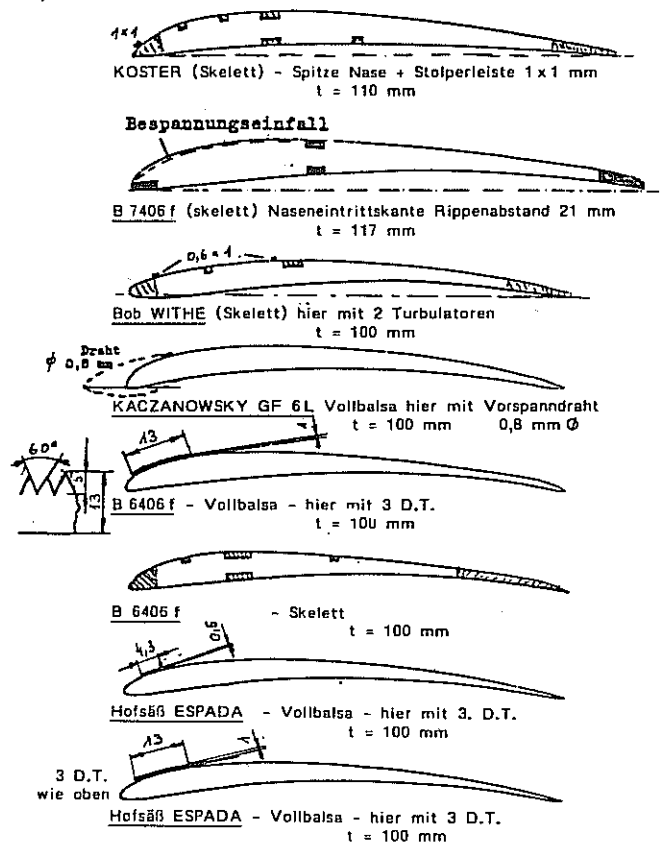 1×1
KOSTER (Skelett) - Spitze Nase + Stolperleiste 1x1 mm
t = 110 mm
Bespannungseinfall
B 7406 f (skelett) Naseneintrittskante Rippenabstand 21 mm
t = 117 mm
0,6×1
Bob WITHE (Skelett) hier mit 2 Turbulatoren
t = 100 mm
Draht
ϕ 0,8 mm
KACZANOWSKY GF 6L Vollbalsa hier mit Vorspanndraht
t = 100 mm 0,8 mm Ø
13
1
60°
5
13
B 6406 f - Vollbalsa - hier mit 3 D.T.
t = 100 mm
B 6406 f - Skelett
t = 100 mm
4,3
0,6
Hofsäß ESPADA - Vollbalsa - hier mit 3. D.T.
t = 100 mm
13
1
3 D.T.
wie oben
Hofsäß ESPADA - Vollbalsa - hier mit 3 D.T.
t = 100 mm